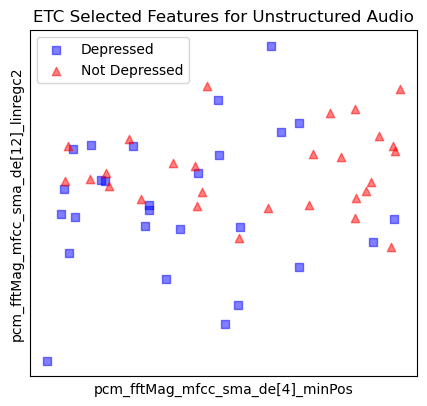 ETC Selected Features for Unstructured Audio
Depressed
Not Depressed
pcm_fftMag_mfcc_sma_de[12]_linregc2
pcm_fftMag_mfcc_sma_de[4]_minPos